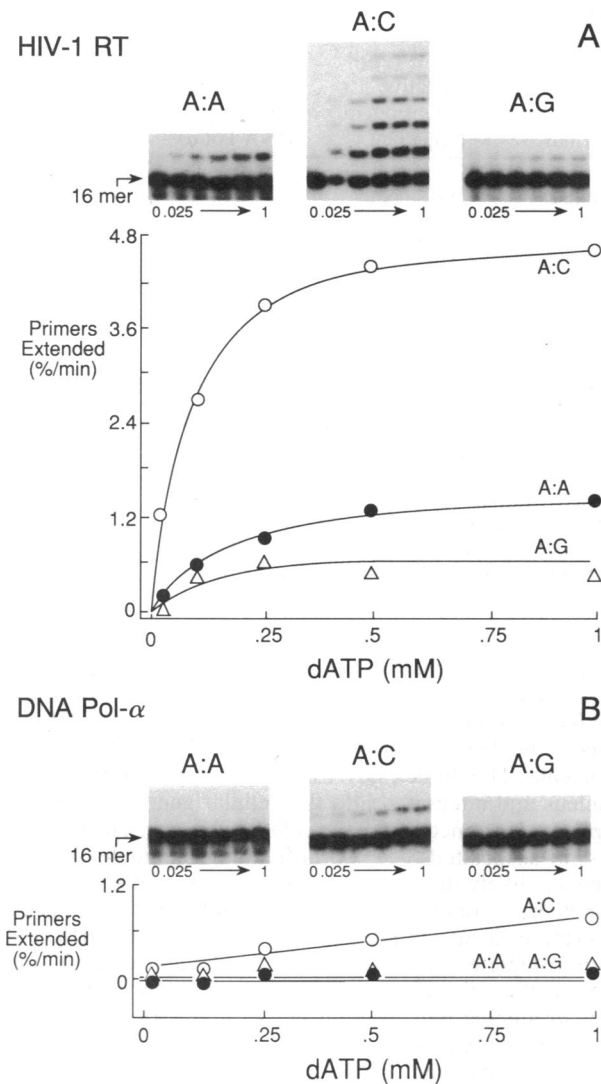 HIV-1 RT
A
A:A
A:C
A:G
16 mer
0 .025 1
0 .025 1
0 .025 1
4.8
3.6
2.4
1.2
0
Primers
Extended
(%/min)
A:C
A:A
A:G
0 .25 .5 .75 1
dATP (mM)
DNA Pol-α
B
A:A
A:C
A:G
16 mer
0 .025 1
0 .025 1
0 .025 1
1.2
0
Primers
Extended
(%/min)
A:C
A:A A:G
0 .25 .5 .75 1
dATP (mM)